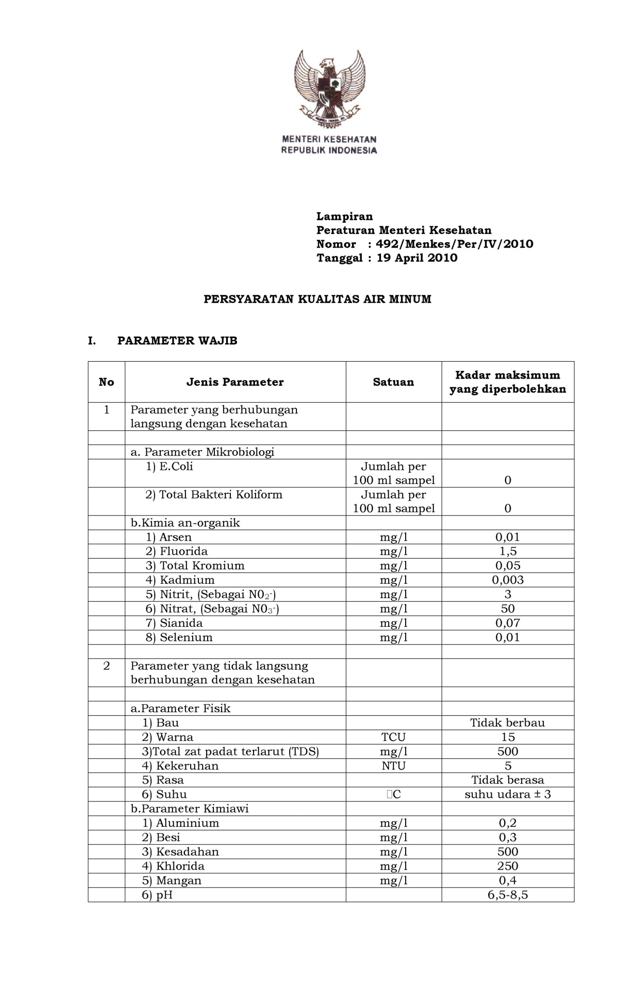 MENTERI KESEHATAN
REPUBLIK INDONESIA
Lampiran
Peraturan Menteri Kesehatan
Nomor : 492/Menkes/Per/IV/2010
Tanggal : 19 April 2010
PERSYARATAN KUALITAS AIR MINUM
I. PARAMETER WAJIB
No Jenis Parameter Satuan Kadar maksimum
yang diperbolehkan
1 Parameter yang berhubungan
langsung dengan kesehatan
a. Parameter Mikrobiologi
1) E.Coli Jumlah per
100 ml sampel 0
2) Total Bakteri Koliform Jumlah per
100 ml sampel 0
b.Kimia an-organik
1) Arsen mg/l 0,01
2) Fluorida mg/l 1,5
3) Total Kromium mg/l 0,05
4) Kadmium mg/l 0,003
5) Nitrit, (Sebagai N0₂-) mg/l 3
6) Nitrat, (Sebagai N0₃-) mg/l 50
7) Sianida mg/l 0,07
8) Selenium mg/l 0,01
2 Parameter yang tidak langsung
berhubungan dengan kesehatan
a.Parameter Fisik
1) Bau Tidak berbau
2) Warna TCU 15
3)Total zat padat terlarut (TDS) mg/l 500
4) Kekeruhan NTU 5
5) Rasa Tidak berasa
6) Suhu □C suhu udara ± 3
b.Parameter Kimiawi
1) Aluminium mg/l 0,2
2) Besi mg/l 0,3
3) Kesadahan mg/l 500
4) Khlorida mg/l 250
5) Mangan mg/l 0,4
6) pH 6,5-8,5